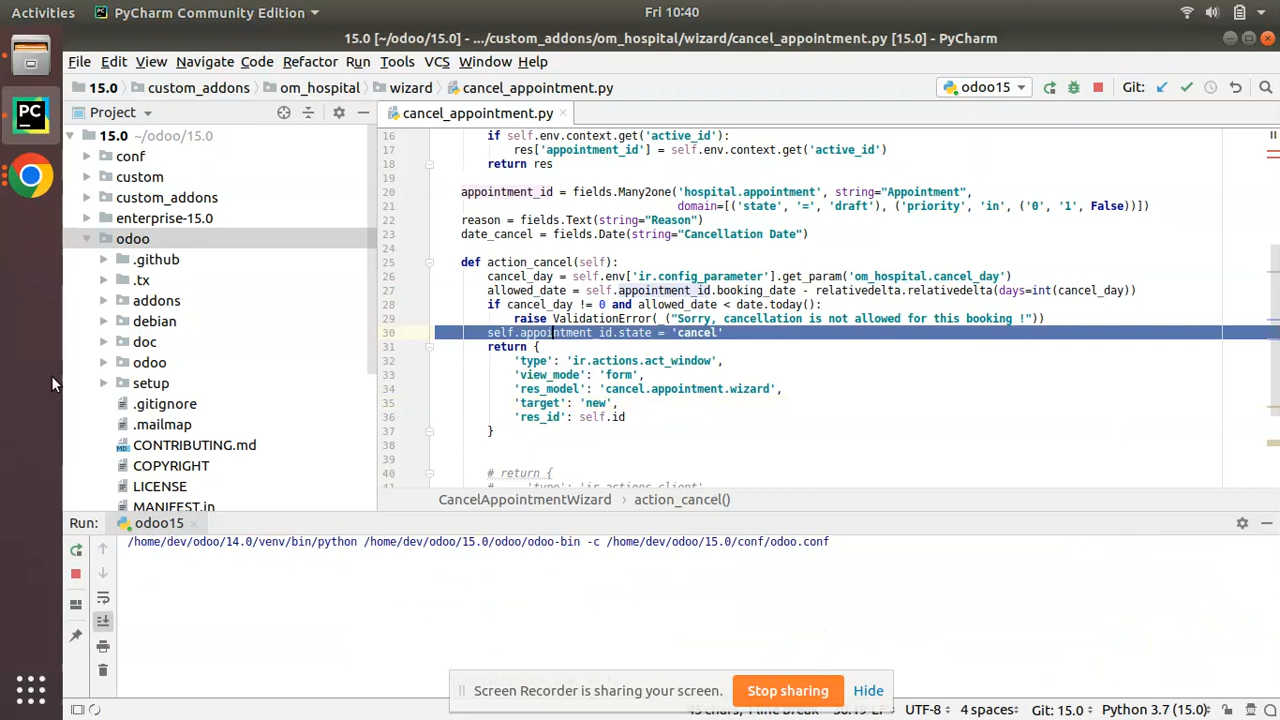 Activities
PyCharm Community Edition
Fri 10:40
15.0 [~/odoo/15.0] - .../custom_addons/om_hospital/wizard/cancel_appointment.py [15.0] - PyCharm
File Edit View Navigate Code Refactor Run Tools VCS Window Help
15.0 custom_addons om_hospital wizard cancel_appointment.py
odoo15
Git:
Project
cancel_appointment.py
15.0 ~/odoo/15.0
conf
custom
custom_addons
enterprise-15.0
odoo
.github
.tx
addons
debian
doc
odoo
setup
.gitignore
.mailmap
CONTRIBUTING.md
COPYRIGHT
LICENSE
MANIFEST.in
16 if self.env.context.get('active_id'):
17 res['appointment_id'] = self.env.context.get('active_id')
18 return res
19
20 appointment_id = fields.Many2one('hospital.appointment', string="Appointment",
21 domain=[('state', '=', 'draft'), ('priority', 'in', ('0', '1', False))])
22 reason = fields.Text(string="Reason")
23 date_cancel = fields.Date(string="Cancellation Date")
24
25 def action_cancel(self):
26 cancel_day = self.env['ir.config_parameter'].get_param('om_hospital.cancel_day')
27 allowed_date = self.appointment_id.booking_date - relativedelta.relativedelta(days=int(cancel_day))
28 if cancel_day != 0 and allowed_date < date.today():
29 raise ValidationError(_("Sorry, cancellation is not allowed for this booking !"))
30 self.appointment_id.state = 'cancel'
31 return {
32 'type': 'ir.actions.act_window',
33 'view_mode': 'form',
34 'res_model': 'cancel.appointment.wizard',
35 'target': 'new',
36 'res_id': self.id
37 }
38
39
40 # return {
41 # 'type': 'ir.actions.client'
CancelAppointmentWizard › action_cancel()
Run: odoo15
/home/dev/odoo/14.0/venv/bin/python /home/dev/odoo/15.0/odoo/odoo-bin -c /home/dev/odoo/15.0/conf/odoo.conf
Screen Recorder is sharing your screen. Stop sharing Hide
UTF-8 4 spaces Git: 15.0 Python 3.7 (15.0)